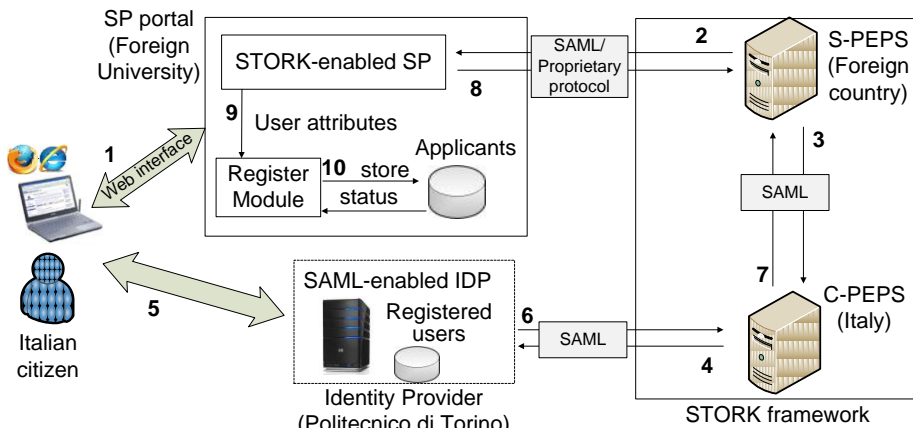 SP portal
(Foreign
University)
STORK-enabled SP
9
User attributes
Register
Module
10 store
status
Applicants
1
Web interface
SAML/
Proprietary
protocol
2
8
S-PEPS
(Foreign
country)
3
SAML
7
C-PEPS
(Italy)
STORK framework
Italian
citizen
5
SAML-enabled IDP
Registered
users
6
SAML
4
Identity Provider
(Politecnico di Torino)